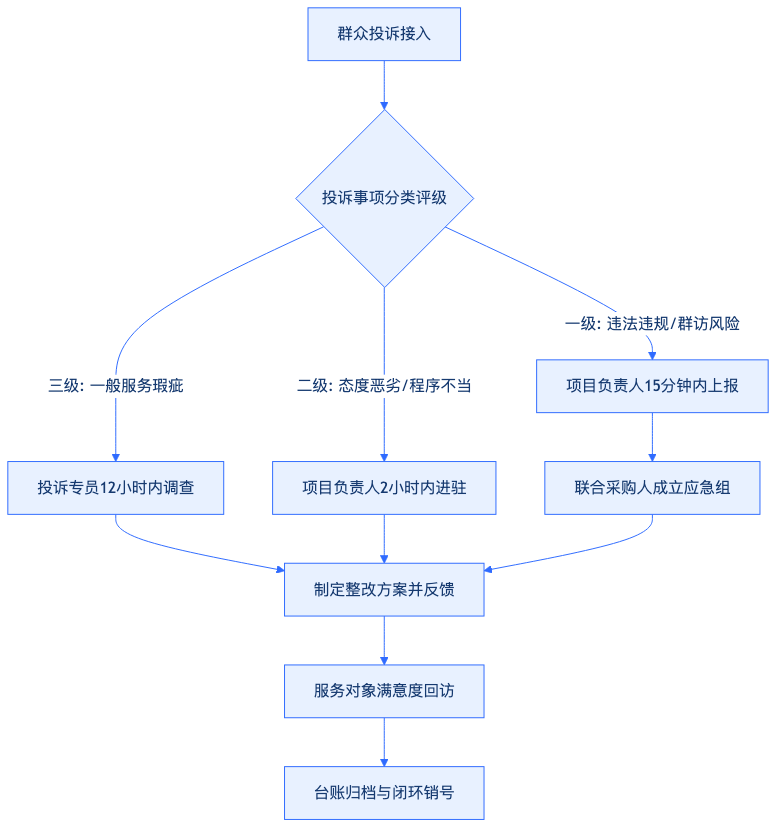 群众投诉接入
投诉事项分类评级
一级: 违法违规/群访风险
三级: 一般服务瑕疵
二级: 态度恶劣/程序不当
项目负责人15分钟内上报
投诉专员12小时内调查
项目负责人2小时内进驻
联合采购人成立应急组
制定整改方案并反馈
服务对象满意度回访
台账归档与闭环销号